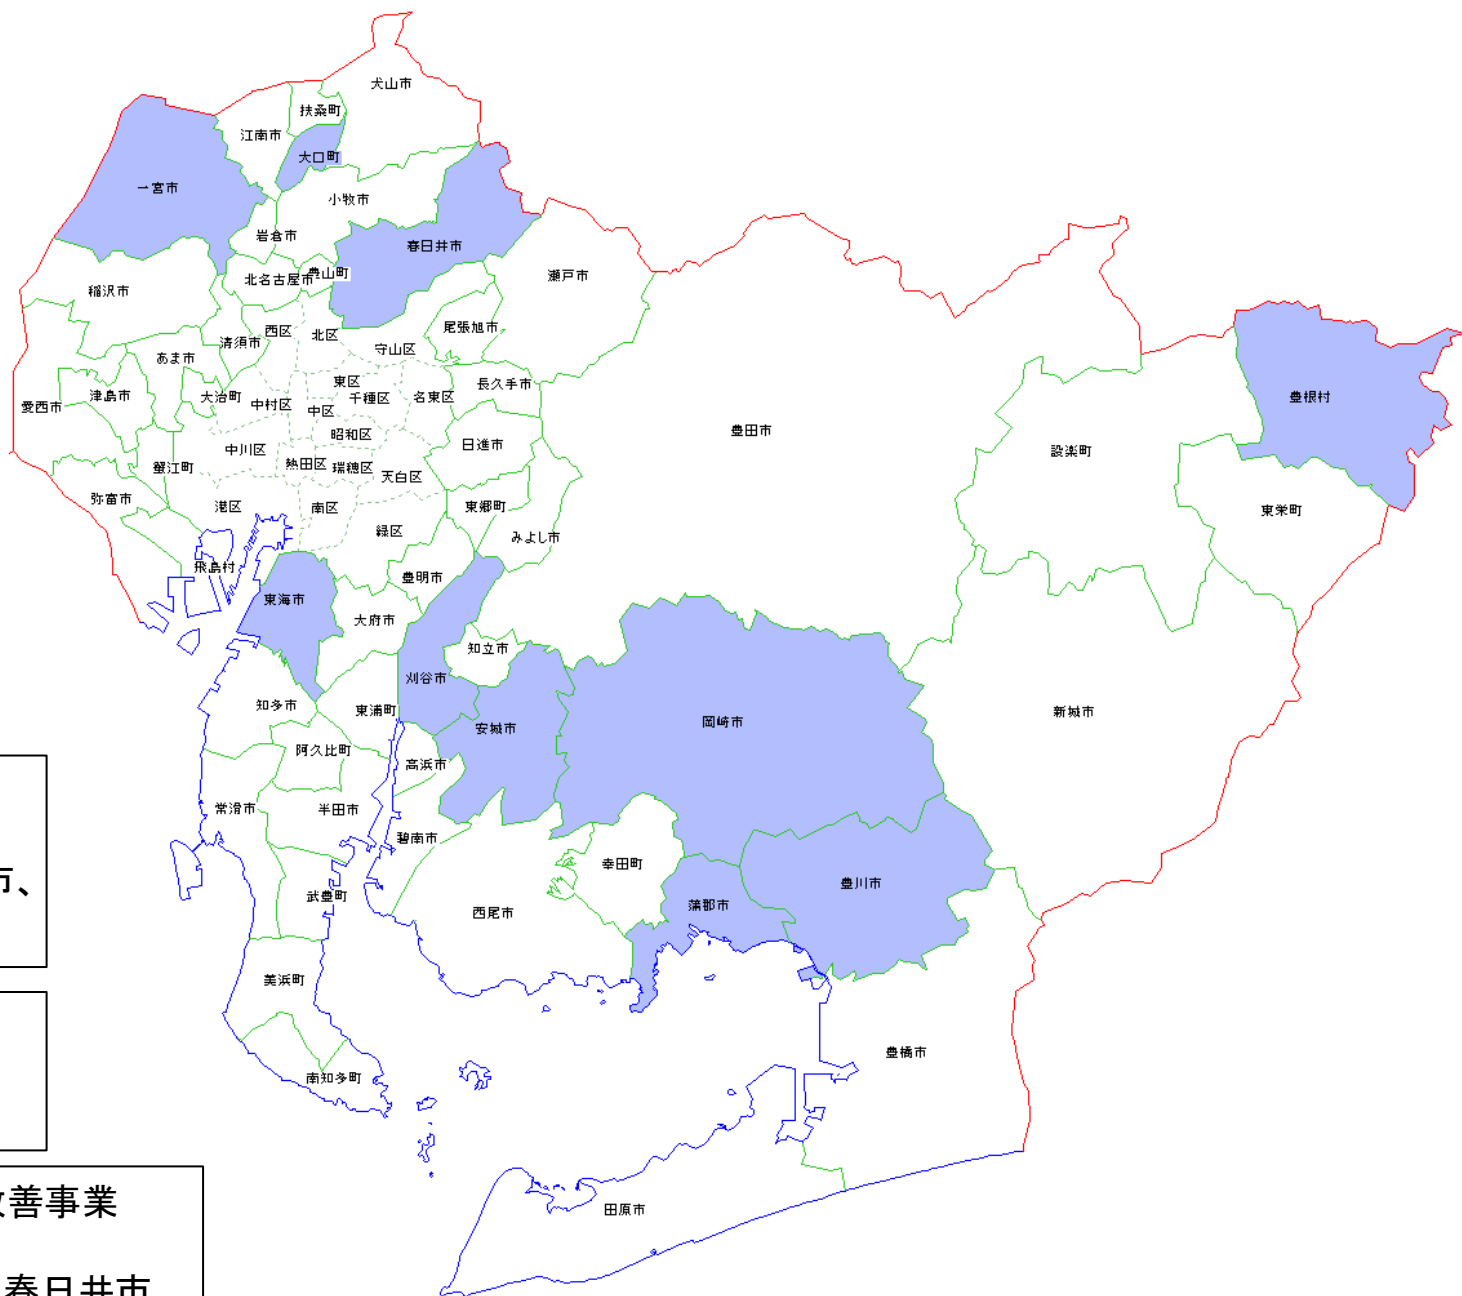 犬山市
扶桑町
江南市
大口町
一宮市
小牧市
岩倉市
春日井市
豊山町
北名古屋市
瀬戸市
稲沢市
尾張旭市
西区
北区
清須市
守山区
あま市
東区
長久手市
津島市
大治町
千種区
名東区
豊根村
愛西市
中村区
中区
昭和区
豊田市
日進市
中川区
設楽町
熱田区
瑞穂区
蟹江町
天白区
弥富市
港区
南区
東郷町
東栄町
緑区
みよし市
飛島村
豊明市
東海市
大府市
知立市
刈谷市
知多市
東浦町
新城市
岡崎市
安城市
阿久比町
高浜市
常滑市
半田市
碧南市
幸田町
豊川市
市、
武豊町
蒲郡市
西尾市
美浜町
豊橋市
南知多町
改善事業
田原市
春日井市